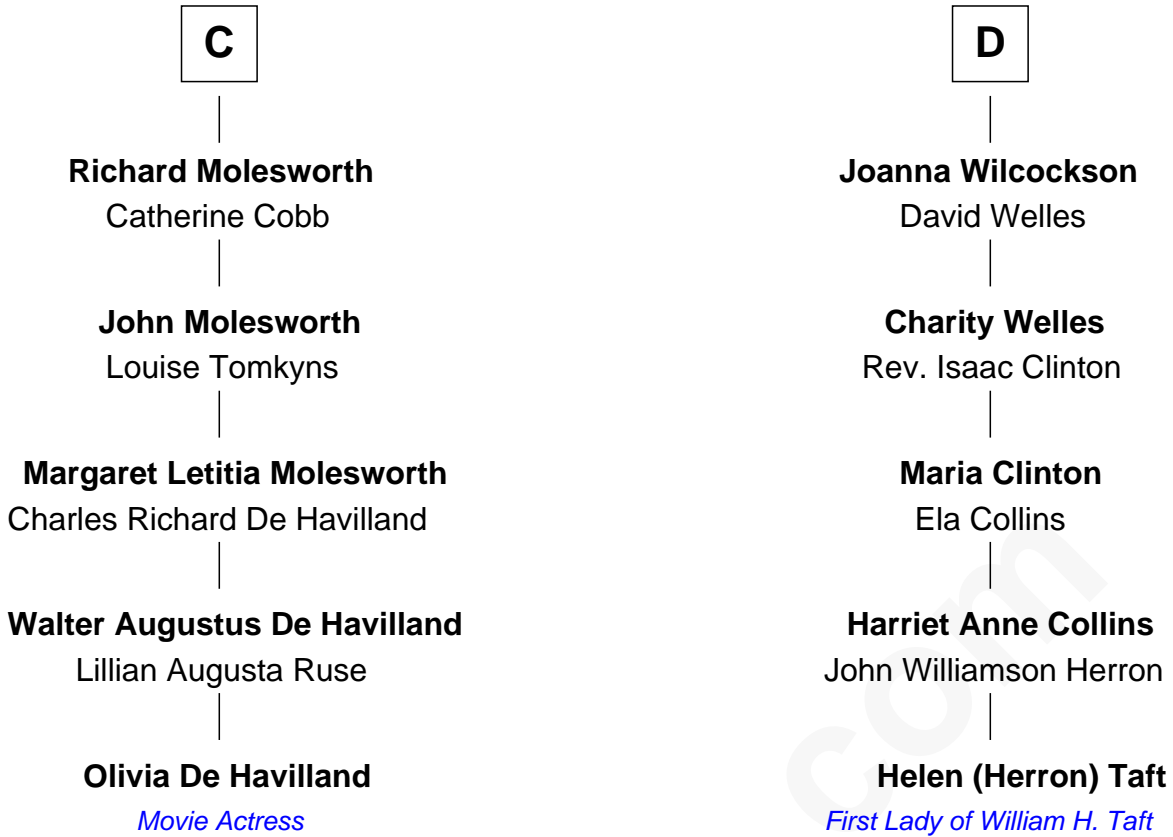 C
Richard Molesworth
Catherine Cobb
John Molesworth
Louise Tomkyns
Margaret Letitia Molesworth
Charles Richard De Havilland
Walter Augustus De Havilland
Lillian Augusta Ruse
Olivia De Havilland
Movie Actress
D
Joanna Wilcockson
David Welles
Charity Welles
Rev. Isaac Clinton
Maria Clinton
Ela Collins
Harriet Anne Collins
John Williamson Herron
Helen (Herron) Taft
First Lady of William H. Taft
com